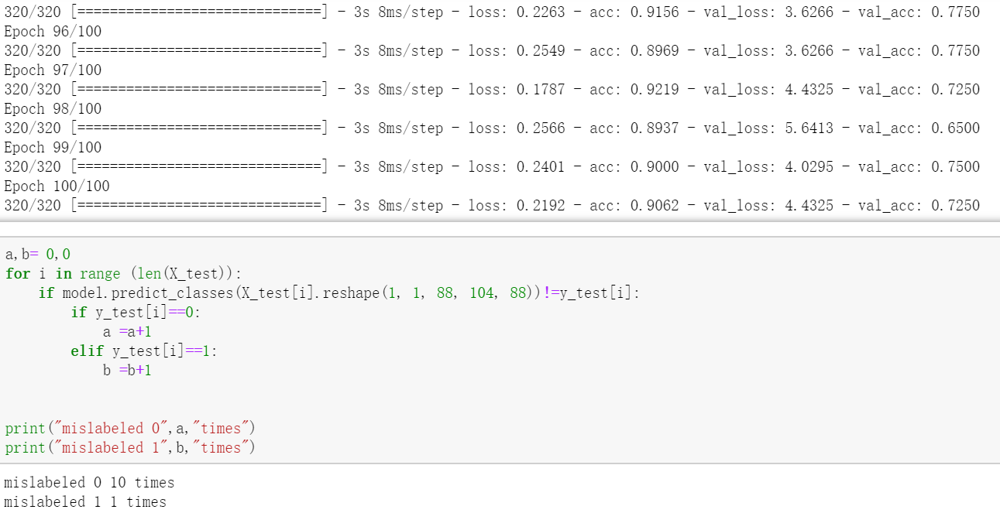 320/320 [==============================] - 3s 8ms/step - loss: 0.2263 - acc: 0.9156 - val_loss: 3.6266 - val_acc: 0.7750
Epoch 96/100
320/320 [==============================] - 3s 8ms/step - loss: 0.2549 - acc: 0.8969 - val_loss: 3.6266 - val_acc: 0.7750
Epoch 97/100
320/320 [==============================] - 3s 8ms/step - loss: 0.1787 - acc: 0.9219 - val_loss: 4.4325 - val_acc: 0.7250
Epoch 98/100
320/320 [==============================] - 3s 8ms/step - loss: 0.2566 - acc: 0.8937 - val_loss: 5.6413 - val_acc: 0.6500
Epoch 99/100
320/320 [==============================] - 3s 8ms/step - loss: 0.2401 - acc: 0.9000 - val_loss: 4.0295 - val_acc: 0.7500
Epoch 100/100
320/320 [==============================] - 3s 8ms/step - loss: 0.2192 - acc: 0.9062 - val_loss: 4.4325 - val_acc: 0.7250
a,b= 0,0
for i in range (len(X_test)):
    if model.predict_classes(X_test[i].reshape(1, 1, 88, 104, 88))!=y_test[i]:
        if y_test[i]==0:
            a =a+1
        elif y_test[i]==1:
            b =b+1
print("mislabeled 0",a,"times")
print("mislabeled 1",b,"times")
mislabeled 0 10 times
mislabeled 1 1 times